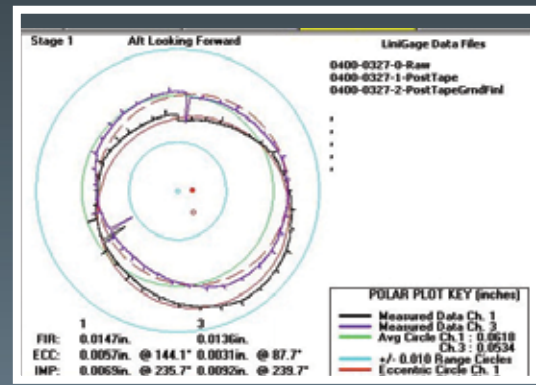 Stage 1 Aft Looking Forward LiniGage Data Files
0400-0327-0-Raw
0400-0327-1-PostTape
0400-0327-2-PostTapeGrndFinl
POLAR PLOT KEY (inches)
Measured Data Ch. 1
Measured Data Ch. 3
Avg Circle Ch.1 : 0.0610
Ch.3 : 0.0534
+/- 0.010 Range Circles
Eccentric Circle Ch. 1
1 3
FIR: 0.0147in. 0.0136in.
ECC: 0.0057in. @ 144.1° 0.0031in. @ 87.7°
IMP: 0.0069in. @ 235.7° 0.0092in. @ 239.7°